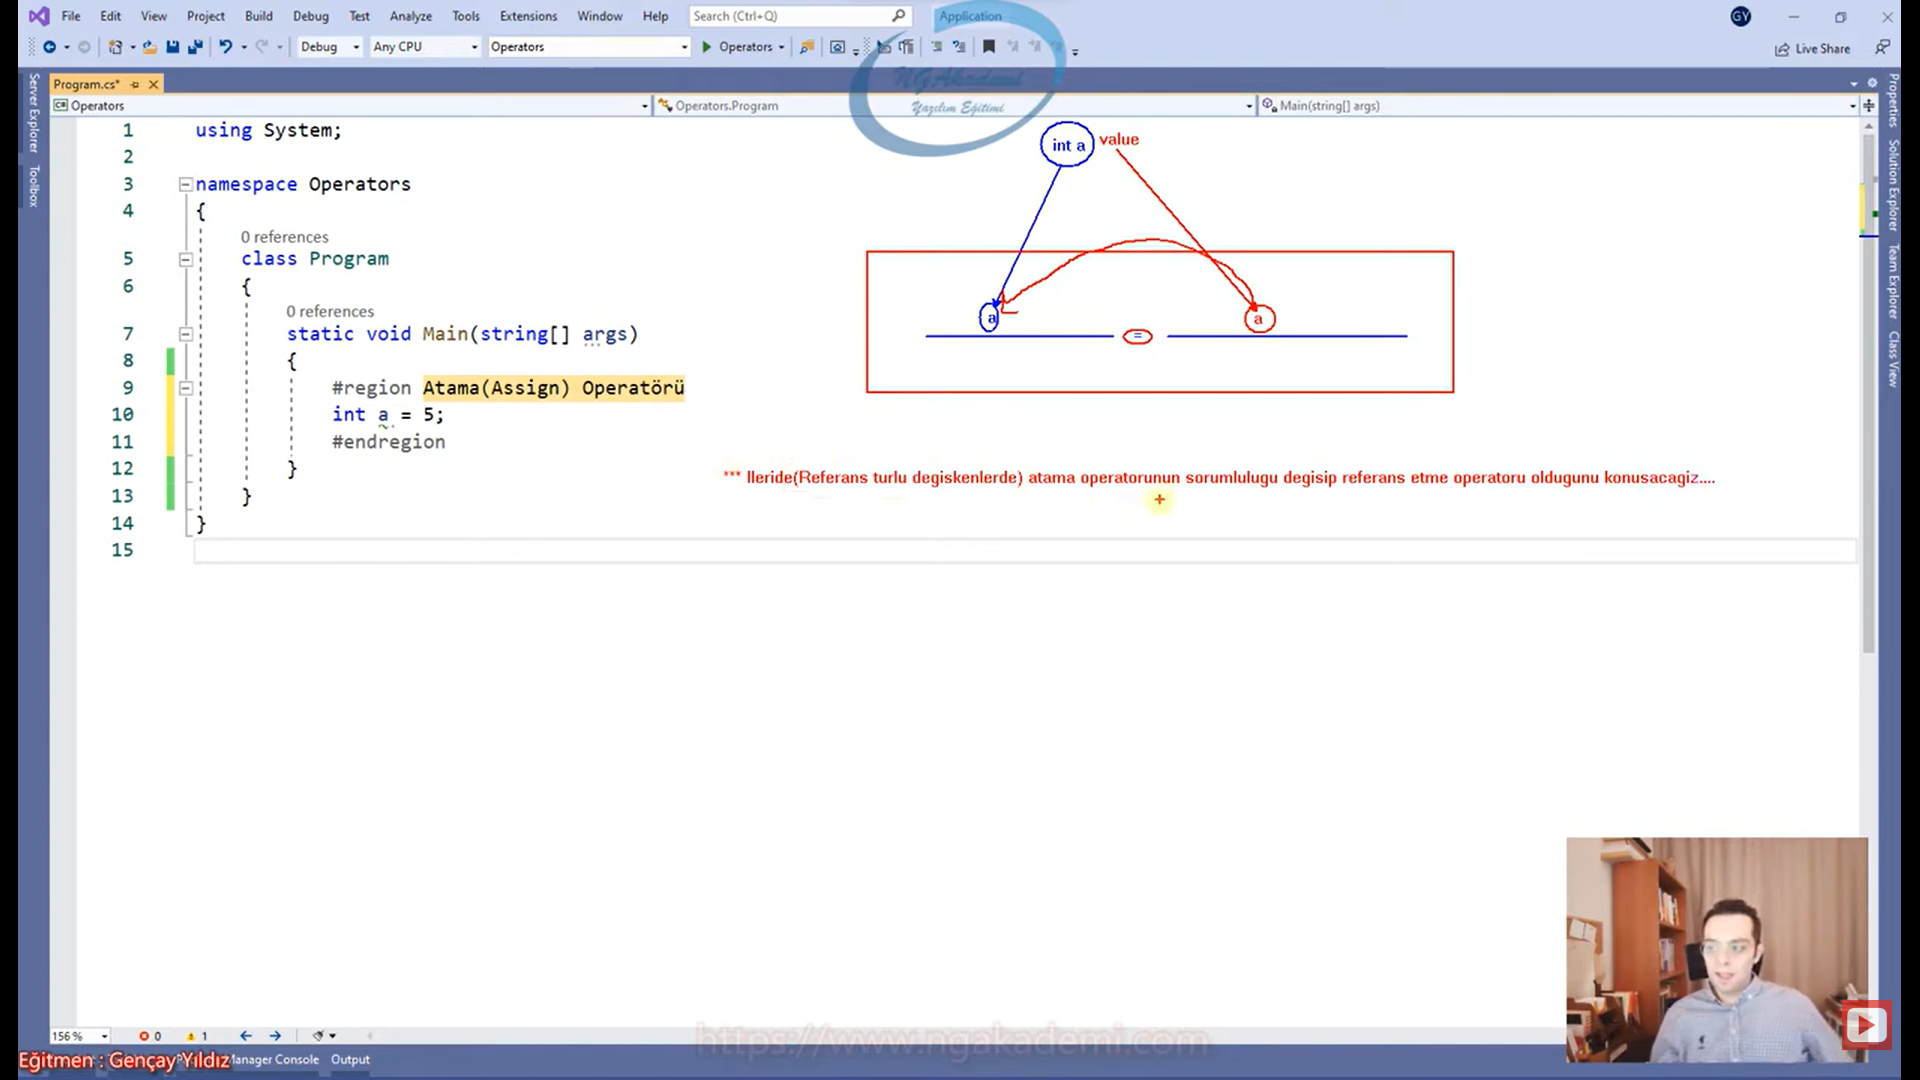 File Edit View Project Build Debug Test Analyze Tools Extensions Window Help Search (Ctrl+Q) Application GY
Debug Any CPU Operators Operators Live Share
NGAkademi
Yazılım Eğitimi
Program.cs*
Operators Operators.Program Main(string[] args)
Server Explorer
Toolbox
Properties
Solution Explorer
Team Explorer
Class View
1 using System;
2
3 namespace Operators
4 {
0 references
5 class Program
6 {
0 references
7 static void Main(string[] args)
8 {
9 #region Atama(Assign) Operatörü
10 int a = 5;
11 #endregion
12 }
13 }
14 }
15
int a value
a = a
*** Ileride(Referans turlu degiskenlerde) atama operatorunun sorumlulugu degisip referans etme operatoru oldugunu konusacagiz....
156 % 0 1
https://www.ngakademi.com
Eğitmen : Gençay Yıldız Manager Console Output